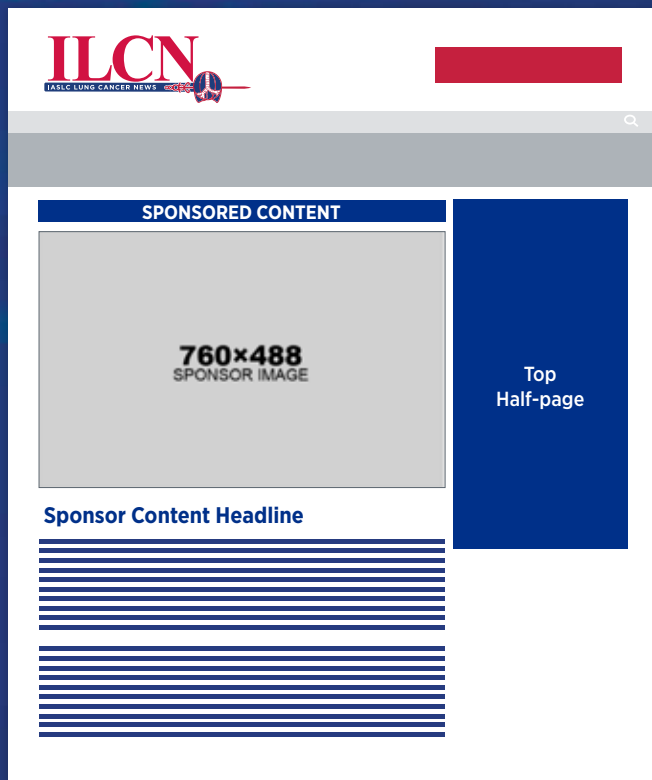 ILCN
IASLC LUNG CANCER NEWS
SPONSORED CONTENT
760×488
SPONSOR IMAGE
Top
Half-page
Sponsor Content Headline